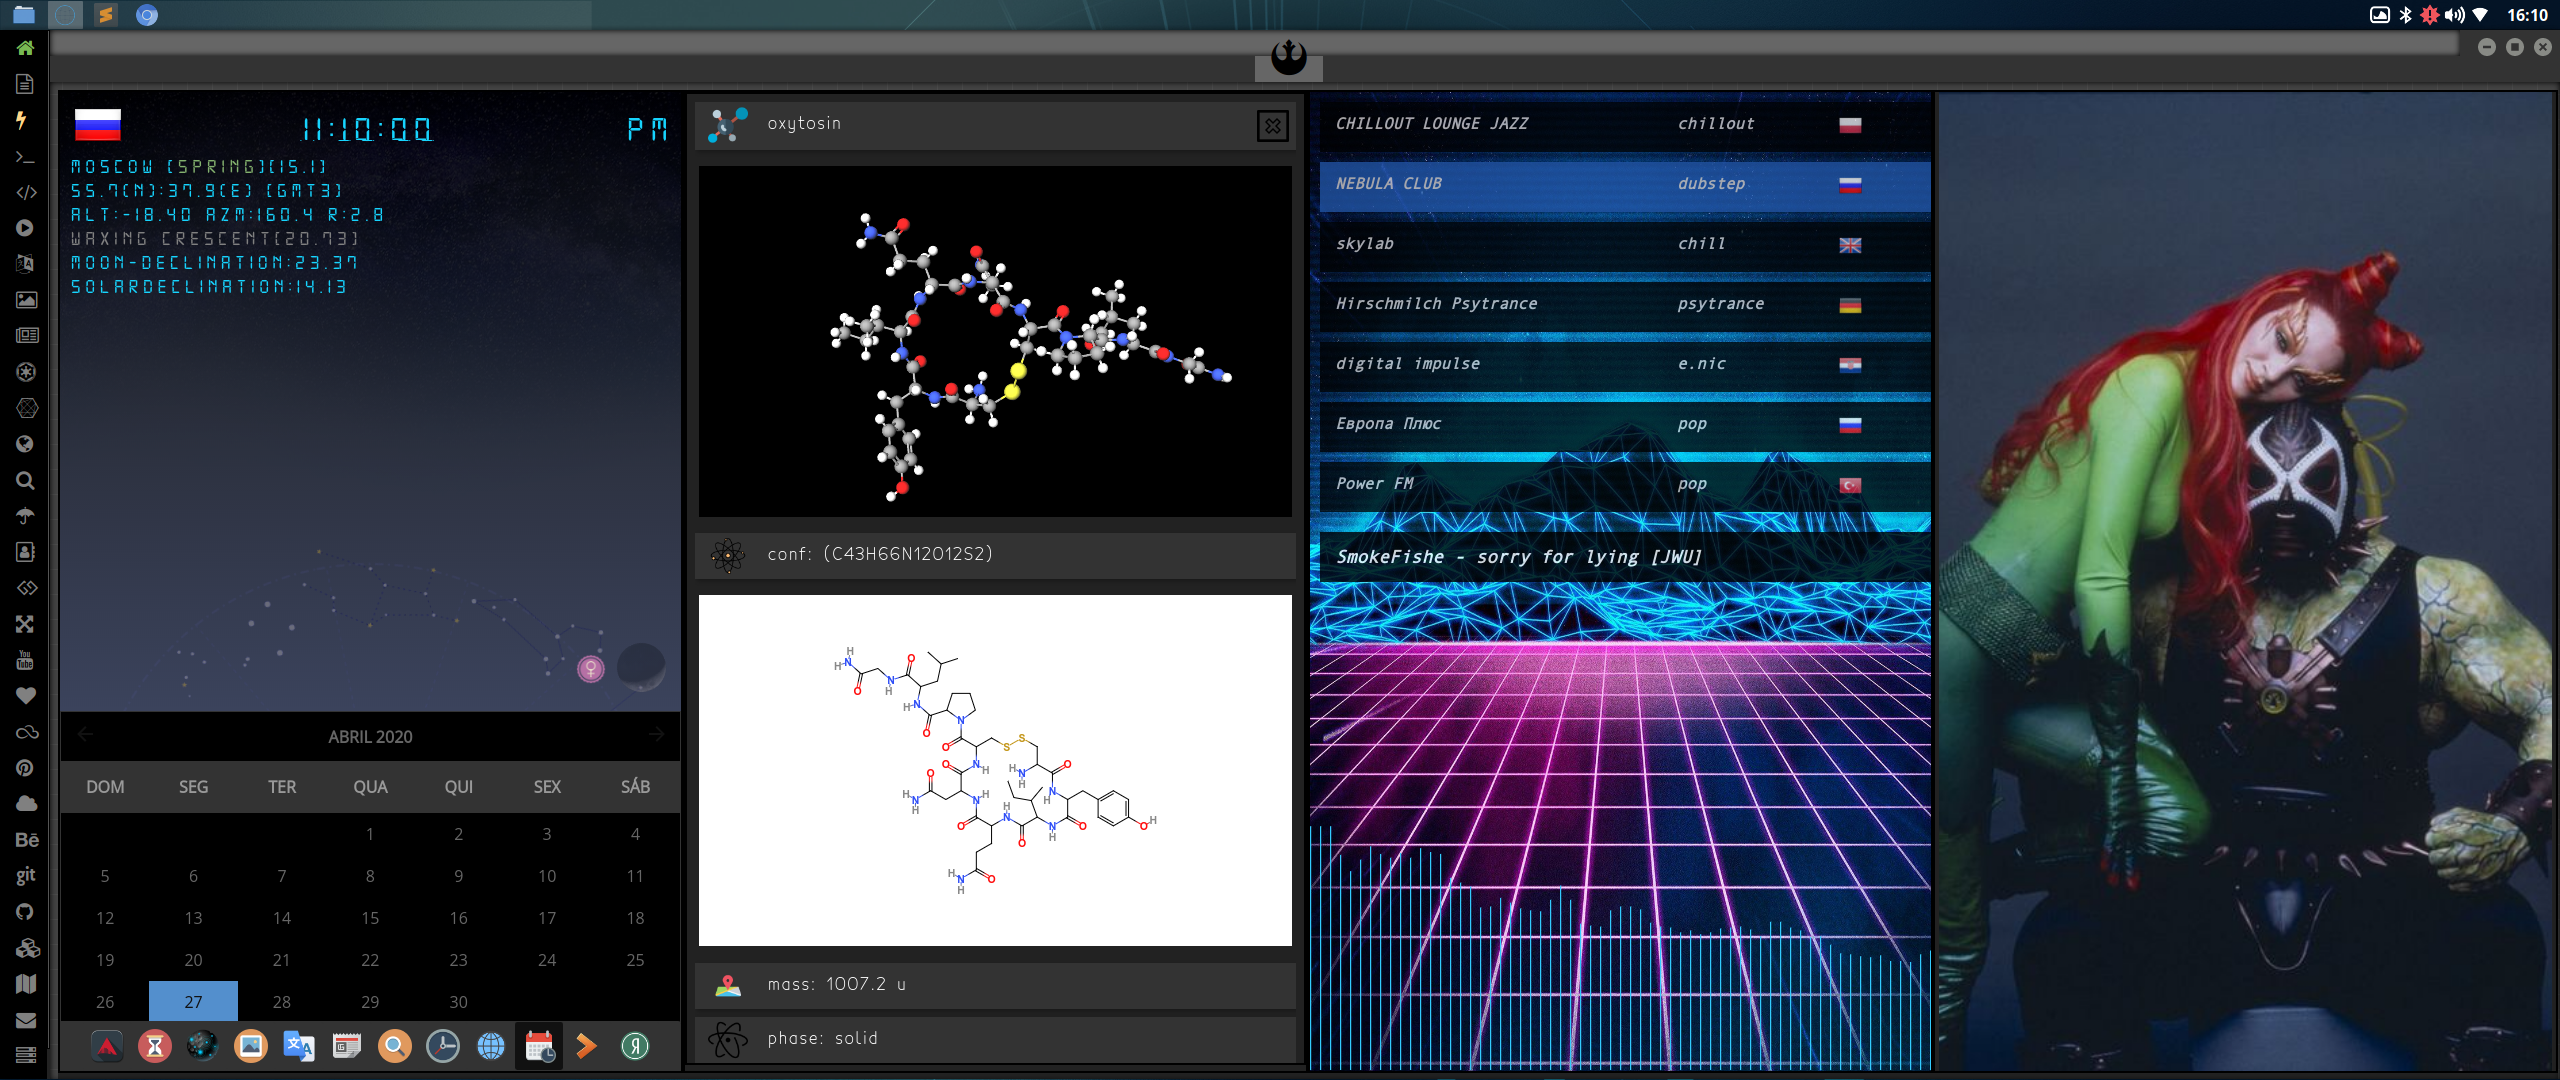 16:10
11:10:00 PM
MOSCOW [SPRING][15.1]
55.7(N):37.9(E) [GMT3]
ALT:-18.40 AZM:160.4 R:2.8
WAXING CRESCENT[20.73]
MOON-DECLINATION:23.37
SOLARDECLINATION:14.13
ABRIL 2020
DOM SEG TER QUA QUI SEX SÁB
1 2 3 4
5 6 7 8 9 10 11
12 13 14 15 16 17 18
19 20 21 22 23 24 25
26 27 28 29 30
You
Tube
Bē
git
oxytosin
conf: (C43H66N12O12S2)
H
H N
O
N
H
O
H N
O
N
O
S S
O
N H
H N
H
O
N
H
O
O H
H N
H
O
N H
O
H
N
O
N
H
O
H N
H
O
mass: 1007.2 u
phase: solid
CHILLOUT LOUNGE JAZZ chillout
NEBULA CLUB dubstep
skylab chill
Hirschmilch Psytrance psytrance
digital impulse e.nic
Европа Плюс pop
Power FM pop
SmokeFishe - sorry for lying [JWU]